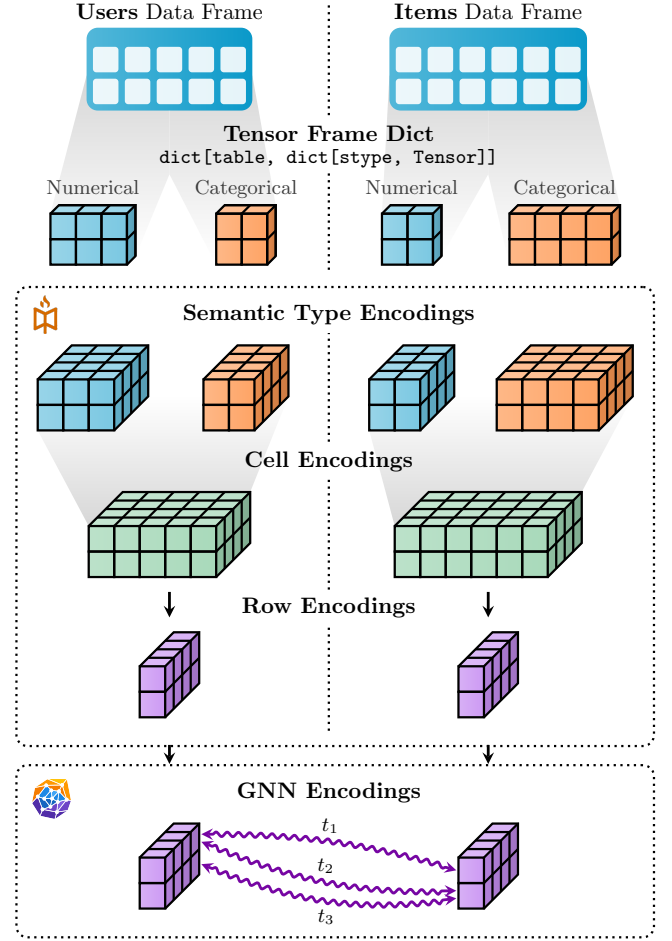 Users Data Frame
Items Data Frame
Tensor Frame Dict
dict[table, dict[stype, Tensor]]
Numerical
Categorical
Numerical
Categorical
Semantic Type Encodings
Cell Encodings
Row Encodings
GNN Encodings
t₁
t₂
t₃